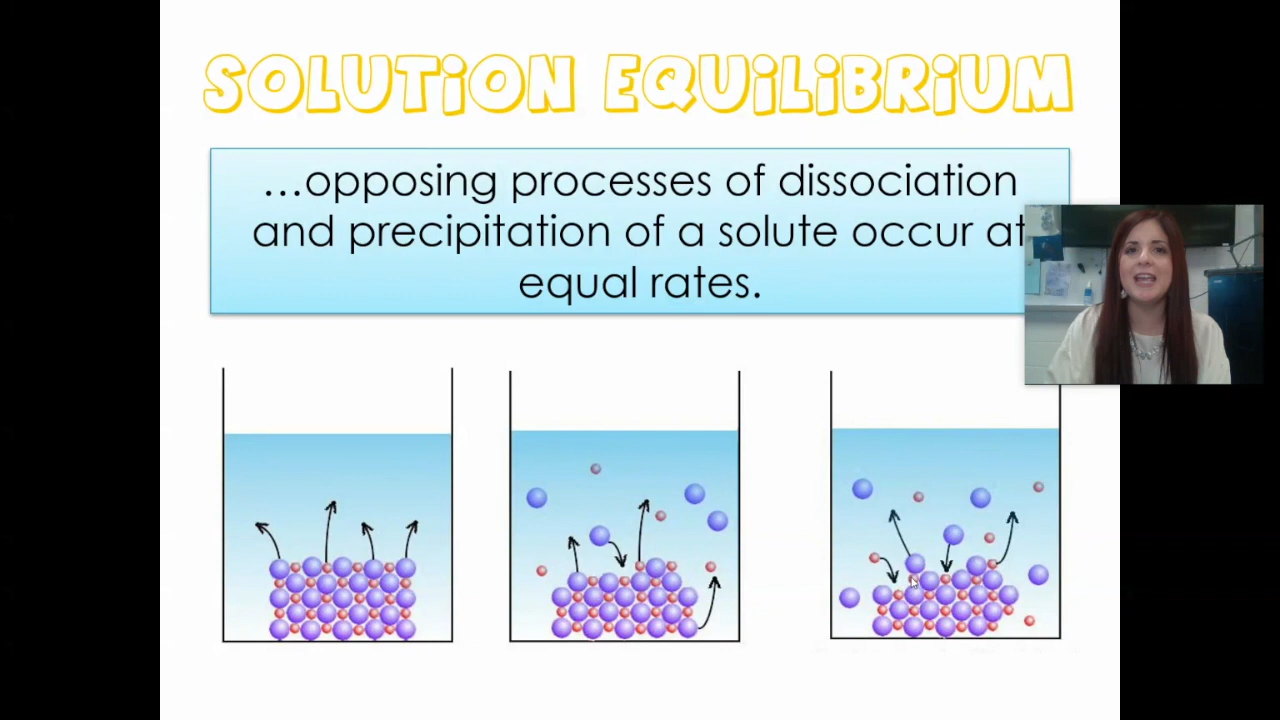 SOLUTION EQUILIBRIUM
…opposing processes of dissociation
and precipitation of a solute occur at
equal rates.